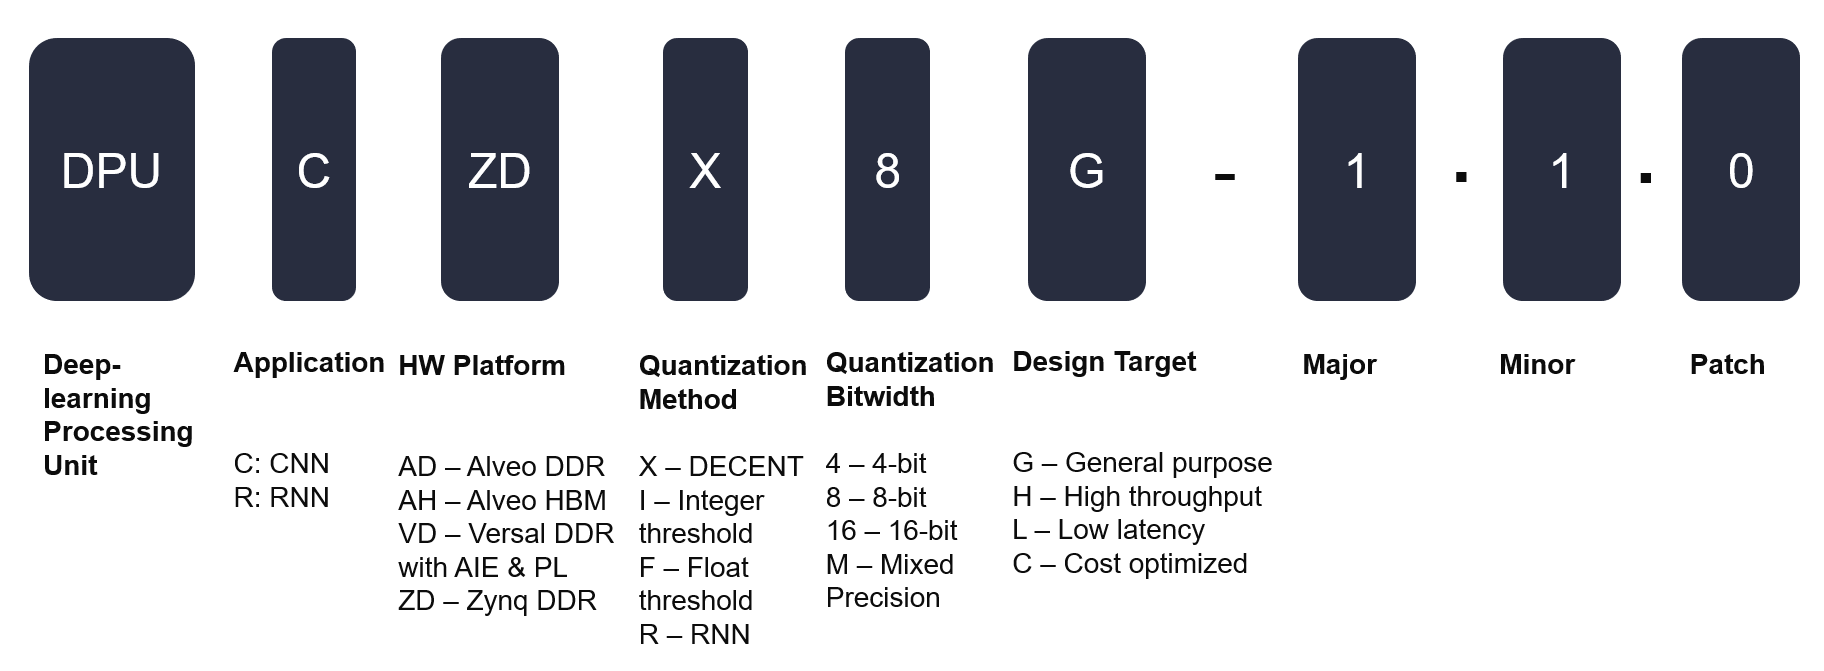 DPU C ZD X 8 G - 1 . 1 . 0
Deep-
learning
Processing
Unit
Application
C: CNN
R: RNN
HW Platform
AD – Alveo DDR
AH – Alveo HBM
VD – Versal DDR
with AIE & PL
ZD – Zynq DDR
Quantization
Method
X – DECENT
I – Integer
threshold
F – Float
threshold
R – RNN
Quantization
Bitwidth
4 – 4-bit
8 – 8-bit
16 – 16-bit
M – Mixed
Precision
Design Target
G – General purpose
H – High throughput
L – Low latency
C – Cost optimized
Major
Minor
Patch